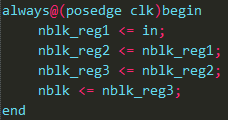 always@(posedge clk)begin
nblk_reg1 <= in;
nblk_reg2 <= nblk_reg1;
nblk_reg3 <= nblk_reg2;
nblk <= nblk_reg3;
end